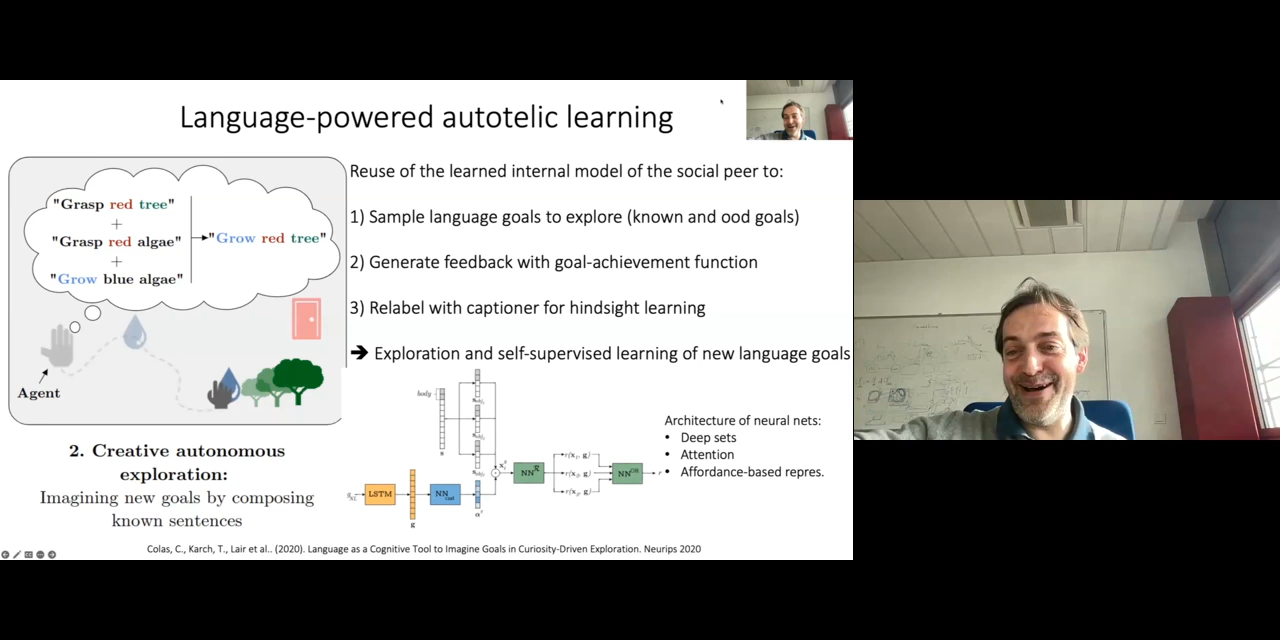 Language-powered autotelic learning
"Grasp red tree"
+
"Grasp red algae"
+
"Grow blue algae"
"Grow red tree"
Agent
2. Creative autonomous
exploration:
Imagining new goals by composing
known sentences
Reuse of the learned internal model of the social peer to:
1) Sample language goals to explore (known and ood goals)
2) Generate feedback with goal-achievement function
3) Relabel with captioner for hindsight learning
➔ Exploration and self-supervised learning of new language goals
body
s
LSTM
g
NN
NN
NN
r
Architecture of neural nets:
• Deep sets
• Attention
• Affordance-based repres.
Colas, C., Karch, T., Lair et al.. (2020). Language as a Cognitive Tool to Imagine Goals in Curiosity-Driven Exploration. Neurips 2020